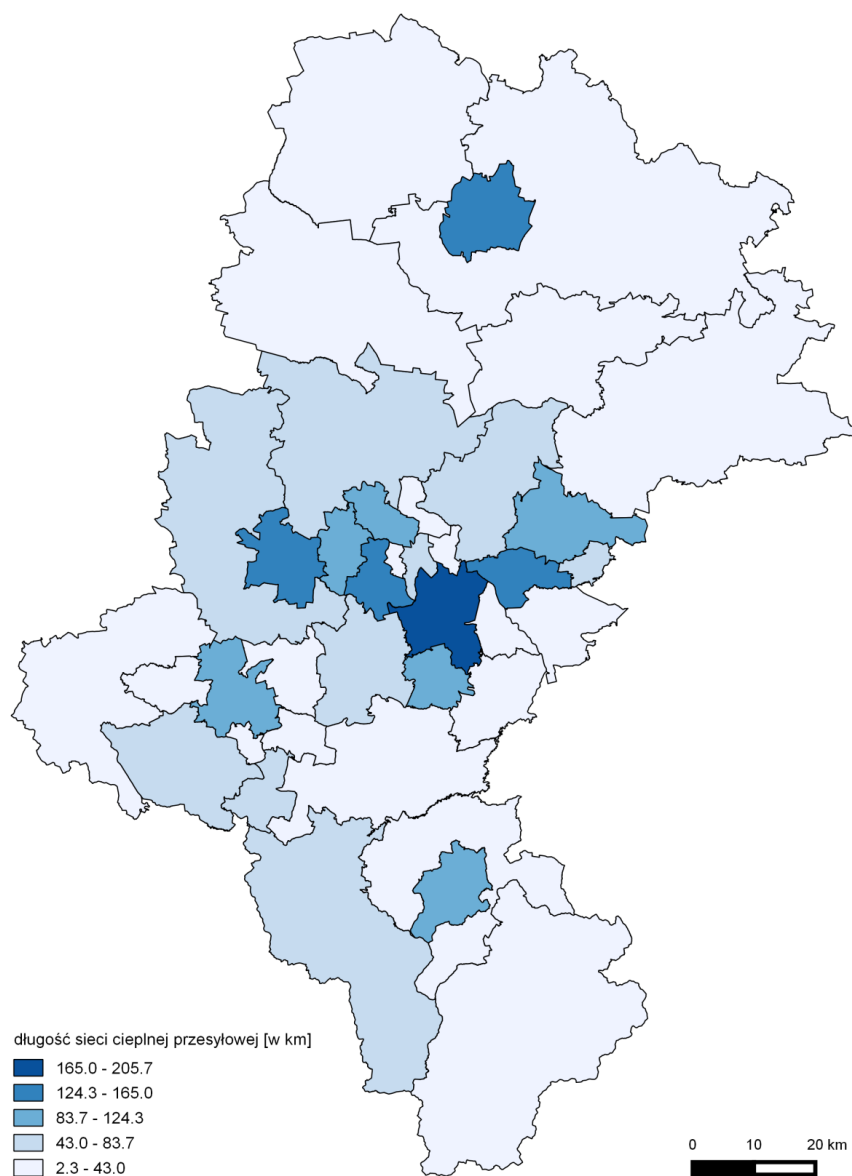 długość sieci cieplnej przesyłowej [w km]
165.0 - 205.7
124.3 - 165.0
83.7 - 124.3
43.0 - 83.7
2.3 - 43.0
0 10 20 km